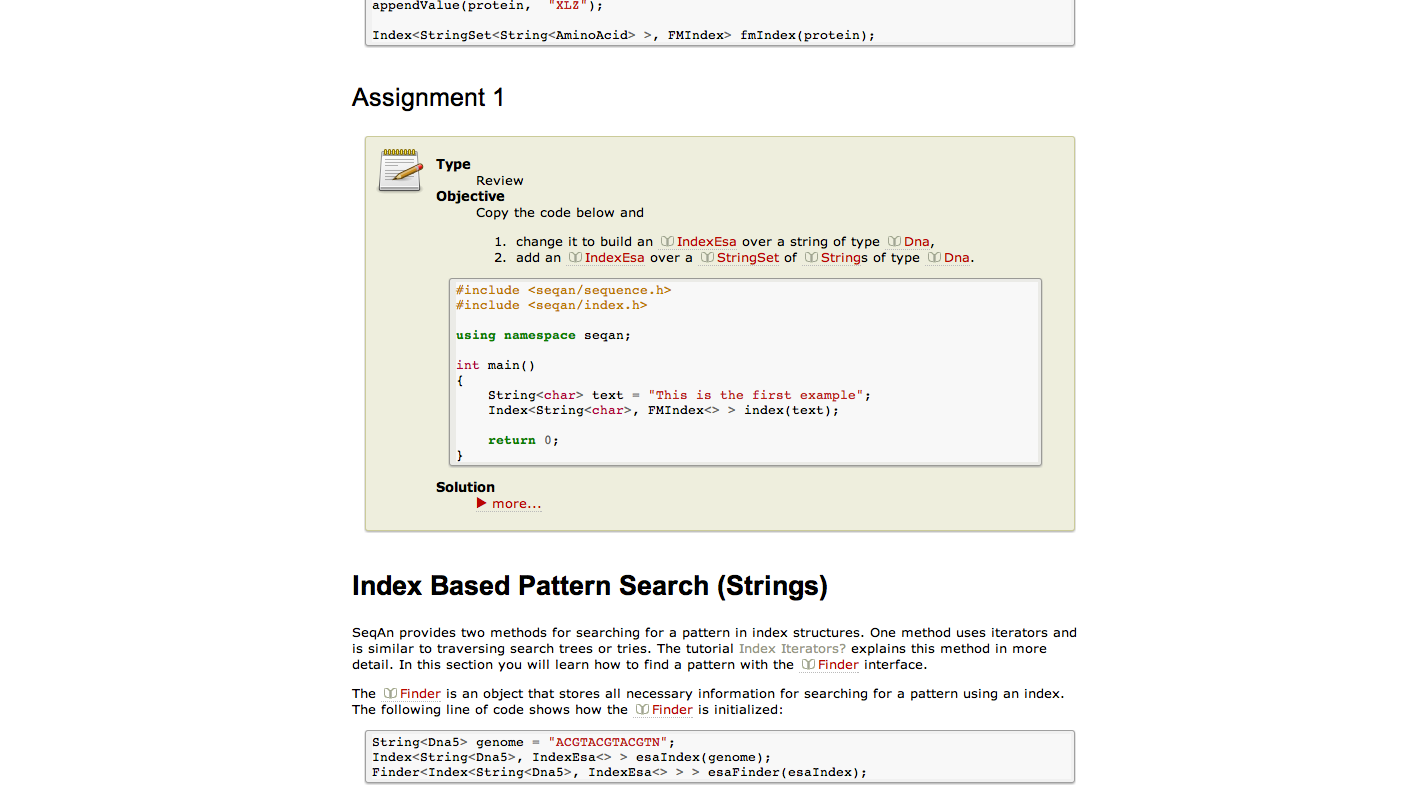 appendValue(protein,  "XLZ");
Index<StringSet<String<AminoAcid> >, FMIndex> fmIndex(protein);
Assignment 1
Type
Review
Objective
Copy the code below and
1. change it to build an IndexEsa over a string of type Dna,
2. add an IndexEsa over a StringSet of Strings of type Dna.
#include <seqan/sequence.h>
#include <seqan/index.h>
using namespace seqan;
int main()
{
    String<char> text = "This is the first example";
    Index<String<char>, FMIndex<> > index(text);
    return 0;
}
Solution
▶ more...
Index Based Pattern Search (Strings)
SeqAn provides two methods for searching for a pattern in index structures. One method uses iterators and
is similar to traversing search trees or tries. The tutorial Index Iterators? explains this method in more
detail. In this section you will learn how to find a pattern with the Finder interface.
The Finder is an object that stores all necessary information for searching for a pattern using an index.
The following line of code shows how the Finder is initialized:
String<Dna5> genome = "ACGTACGTACGTN";
Index<String<Dna5>, IndexEsa<> > esaIndex(genome);
Finder<Index<String<Dna5>, IndexEsa<> > > esaFinder(esaIndex);